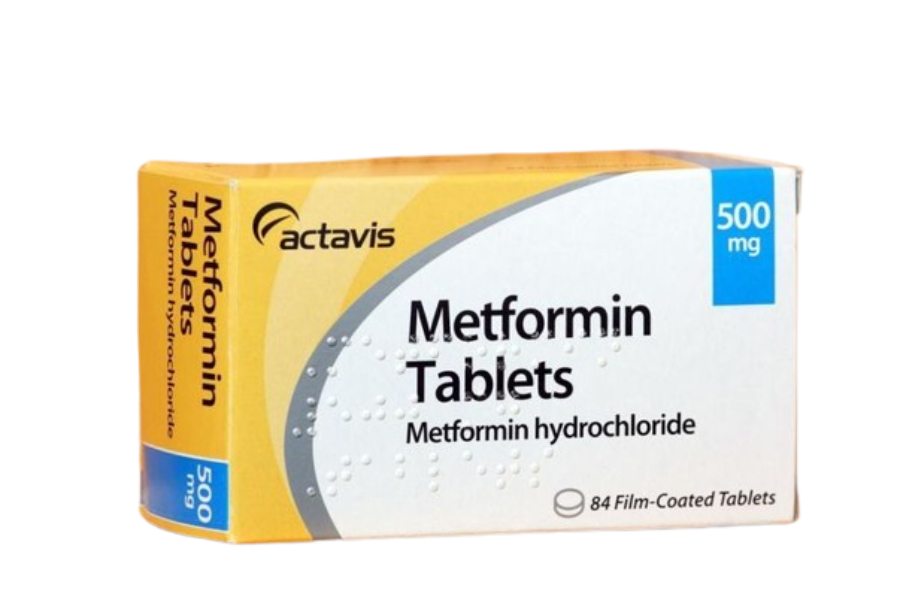 Metformin
Tablets
Metformin hydrochloride
500
mg
actavis
500
mg
Metformin
Tablets
Metformin hydrochloride
84 Film-Coated Tablets